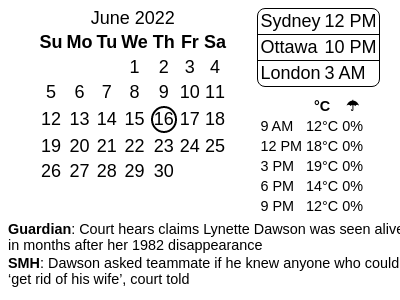 June 2022
Su Mo Tu We Th Fr Sa
1 2 3 4
5 6 7 8 9 10 11
12 13 14 15 16 17 18
19 20 21 22 23 24 25
26 27 28 29 30
Sydney 12 PM
Ottawa 10 PM
London 3 AM
°C ☂
9 AM 12°C 0%
12 PM 18°C 0%
3 PM 19°C 0%
6 PM 14°C 0%
9 PM 12°C 0%
Guardian: Court hears claims Lynette Dawson was seen alive
in months after her 1982 disappearance
SMH: Dawson asked teammate if he knew anyone who could
‘get rid of his wife’, court told